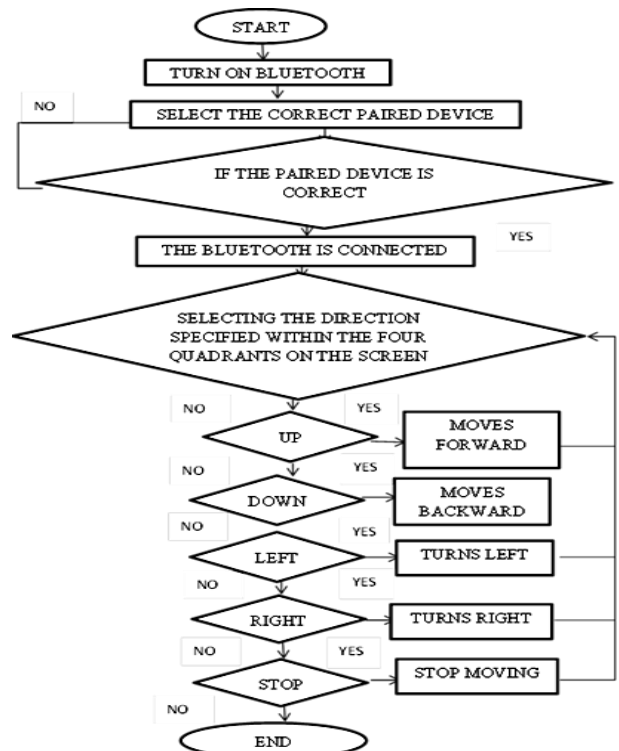 START
TURN ON BLUETOOTH
NO
SELECT THE CORRECT PAIRED DEVICE
IF THE PAIRED DEVICE IS
CORRECT
YES
THE BLUETOOTH IS CONNECTED
SELECTING THE DIRECTION
SPECIFIED WITHIN THE FOUR
QUADRANTS ON THE SCREEN
NO
YES
UP
MOVES
FORWARD
NO
YES
DOWN
MOVES
BACKWARD
NO
YES
LEFT
TURNS LEFT
NO
YES
RIGHT
TURNS RIGHT
NO
YES
STOP
STOP MOVING
NO
END